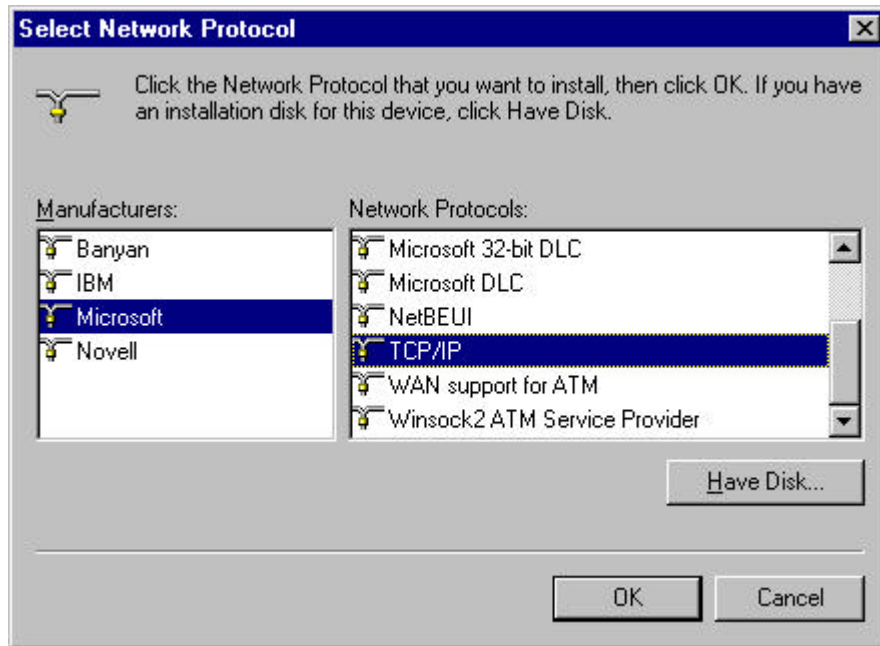 Select Network Protocol
Click the Network Protocol that you want to install, then click OK. If you have
an installation disk for this device, click Have Disk.
Manufacturers:
Banyan
IBM
Microsoft
Novell
Network Protocols:
Microsoft 32-bit DLC
Microsoft DLC
NetBEUI
TCP/IP
WAN support for ATM
Winsock2 ATM Service Provider
Have Disk...
OK
Cancel